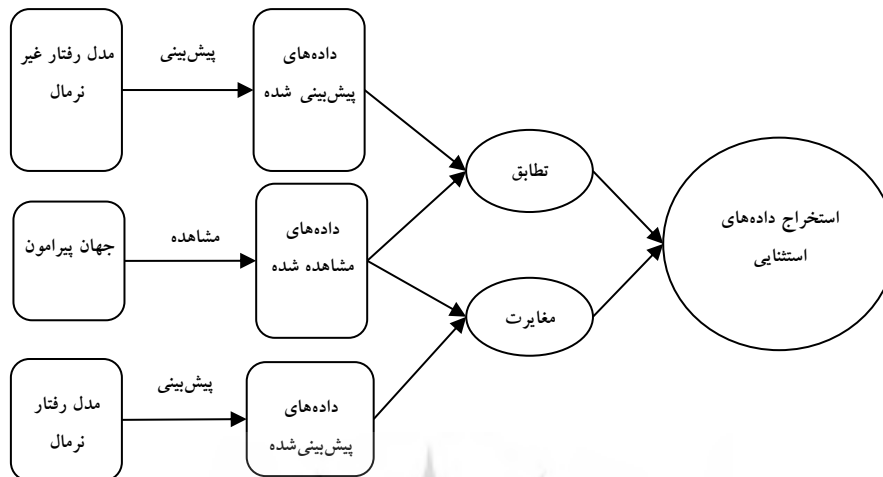 مدل رفتار غیر
نرمال
پیش‌بینی
داده‌های
پیش‌بینی شده
تطابق
جهان پیرامون
مشاهده
داده‌های
مشاهده شده
استخراج داده‌های
استثنایی
مغایرت
مدل رفتار
نرمال
پیش‌بینی
داده‌های
پیش‌بینی‌شده